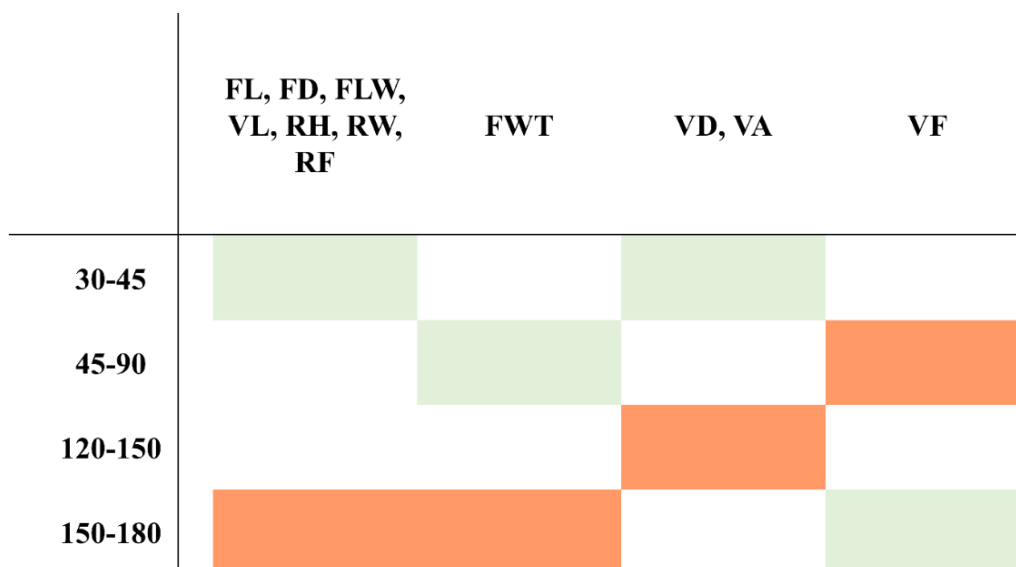 FL, FD, FLW,
VL, RH, RW,
RF
FWT
VD, VA
VF
30-45
45-90
120-150
150-180